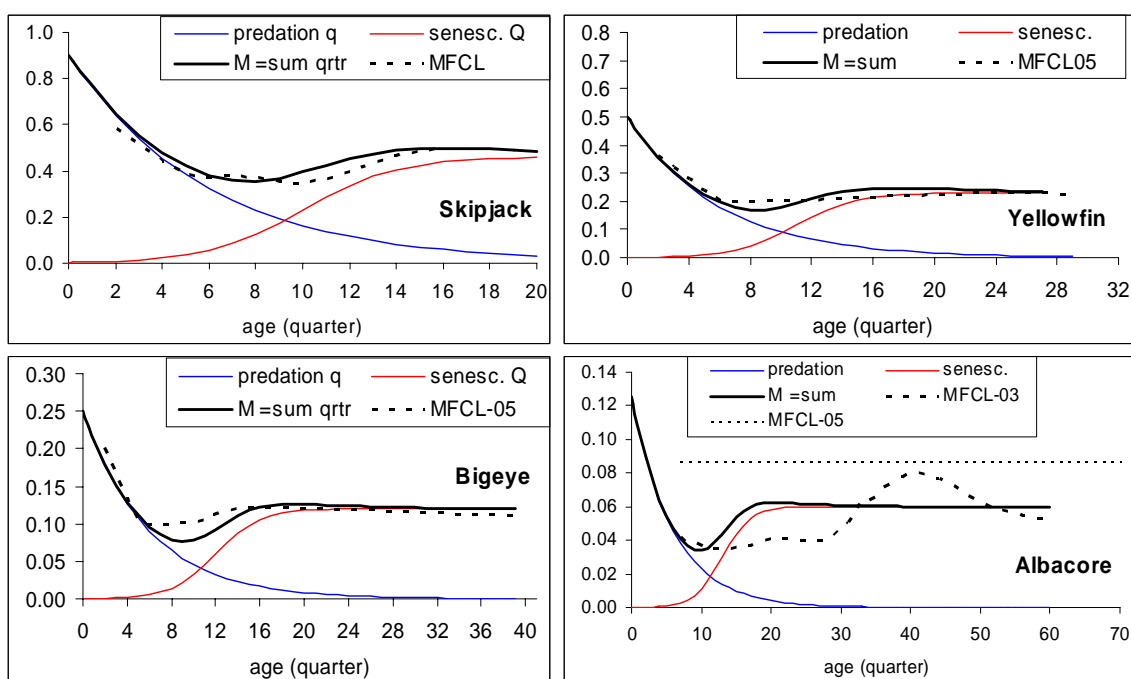 predation q senesc. Q
M =sum qrtr MFCL
1.0
0.8
0.6
0.4
0.2
0.0
Skipjack
0 2 4 6 8 10 12 14 16 18 20
age (quarter)
predation senesc.
M =sum MFCL05
0.8
0.7
0.6
0.5
0.4
0.3
0.2
0.1
0.0
Yellowfin
0 4 8 12 16 20 24 28 32
age (quarter)
predation q senesc. Q
M =sum qrtr MFCL-05
0.30
0.25
0.20
0.15
0.10
0.05
0.00
Bigeye
0 4 8 12 16 20 24 28 32 36 40
age (quarter)
predation senesc.
M =sum MFCL-03
MFCL-05
0.14
0.12
0.10
0.08
0.06
0.04
0.02
0.00
Albacore
0 10 20 30 40 50 60 70
age (quarter)